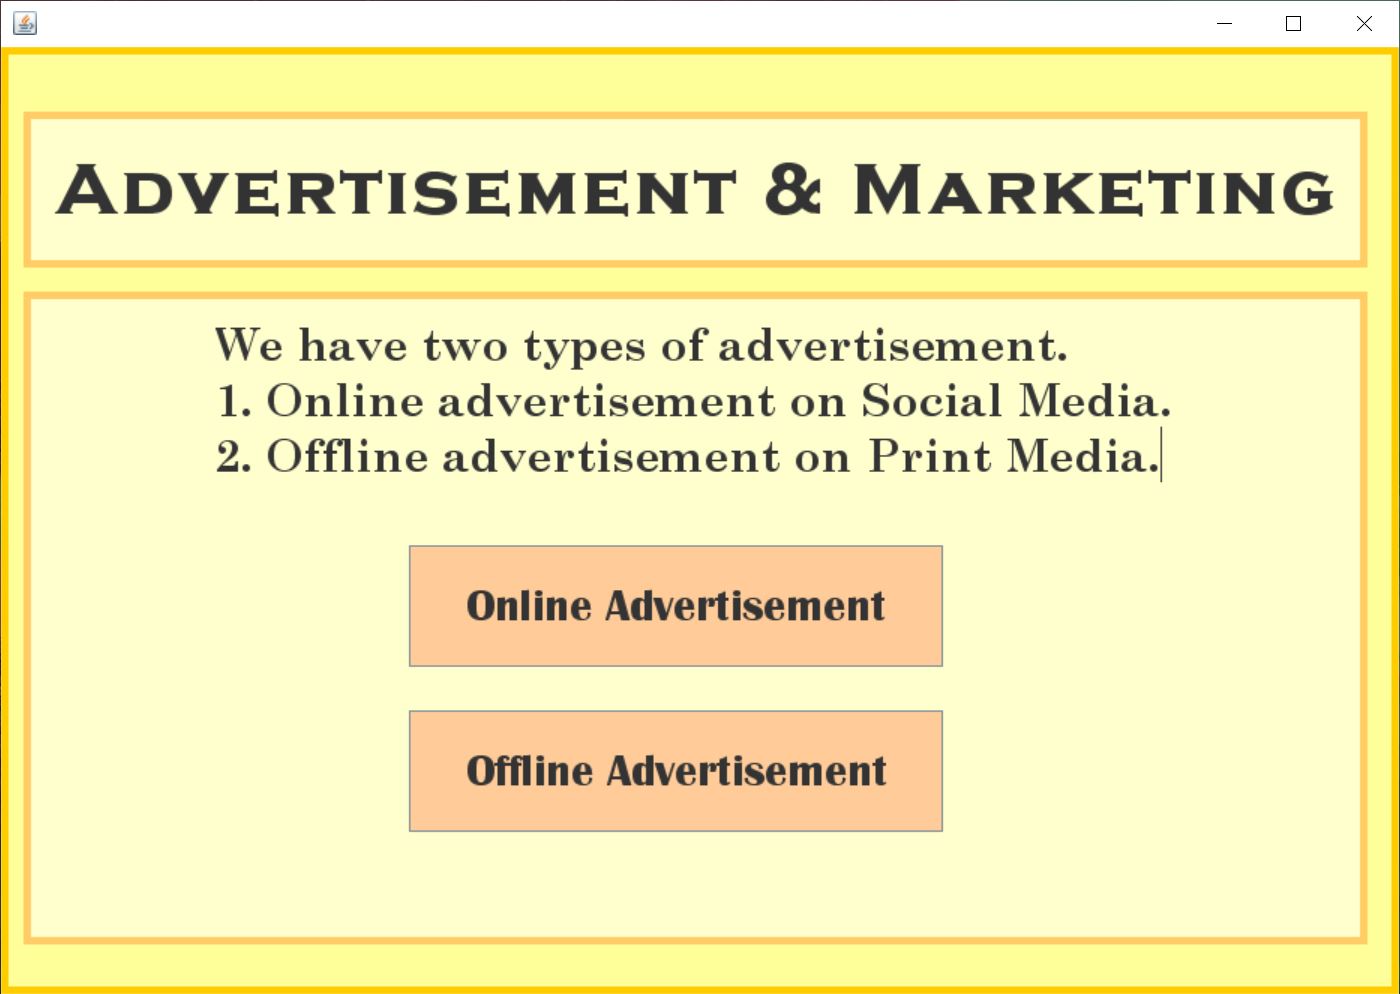 Advertisement & Marketing
We have two types of advertisement.
1. Online advertisement on Social Media.
2. Offline advertisement on Print Media.
Online Advertisement
Offline Advertisement